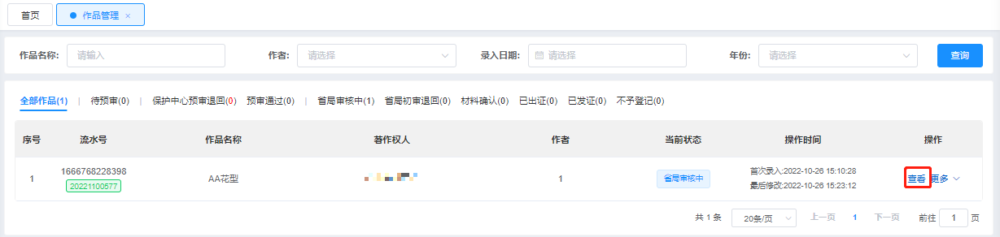 首页 作品管理 ×
作品名称: 请输入 作者: 请选择 录入日期: 请选择 年份: 请选择 查询
全部作品(1) | 待预审(0) | 保护中心预审退回(0) 预审通过(0) | 省局审核中(1) 省局初审退回(0) 材料确认(0) 已出证(0) 已发证(0) 不予登记(0)
序号 流水号 作品名称 著作权人 作者 当前状态 操作时间 操作
1 1666768228398 AA花型 1 省局审核中 首次录入:2022-10-26 15:10:28 查看 更多
20221100577 最后修改:2022-10-26 15:23:12
共 1 条 20条/页 上一页 1 下一页 前往 1 页